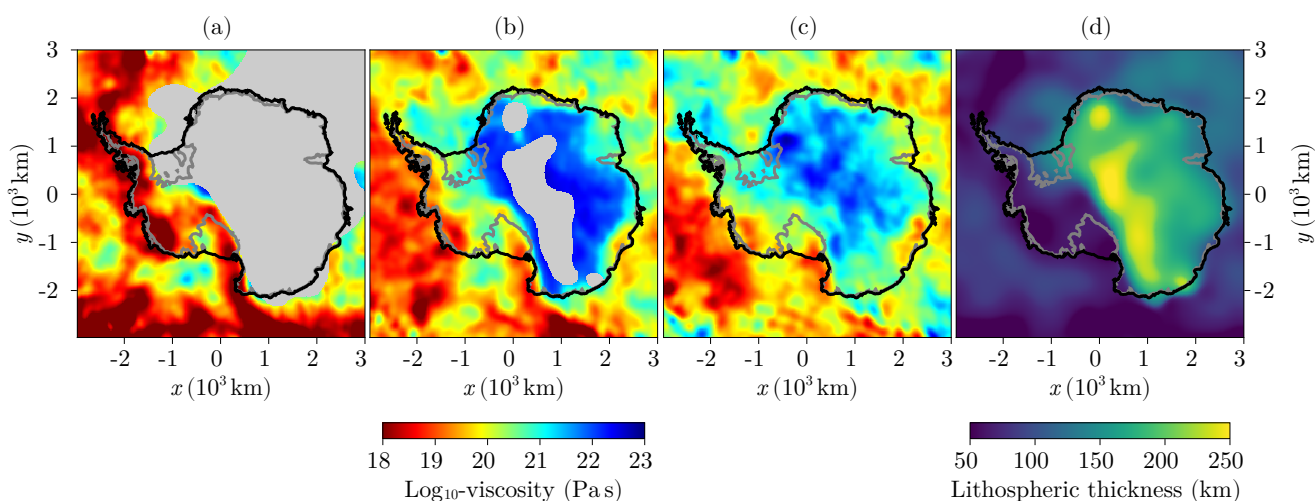 (a) (b) (c) (d)
3 3
2 2
1 1
0 0
-1 -1
-2 -2
y (10³ km) y (10³ km)
-2 -1 0 1 2 3 -2 -1 0 1 2 3 -2 -1 0 1 2 3 -2 -1 0 1 2 3
x (10³ km) x (10³ km) x (10³ km) x (10³ km)
18 19 20 21 22 23 50 100 150 200 250
Log₁₀-viscosity (Pa s) Lithospheric thickness (km)